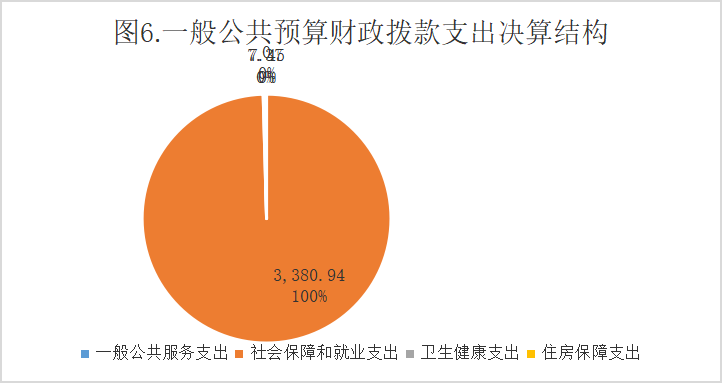 图6.一般公共预算财政拨款支出决算结构
3,380.94
100%
一般公共服务支出 社会保障和就业支出 卫生健康支出 住房保障支出